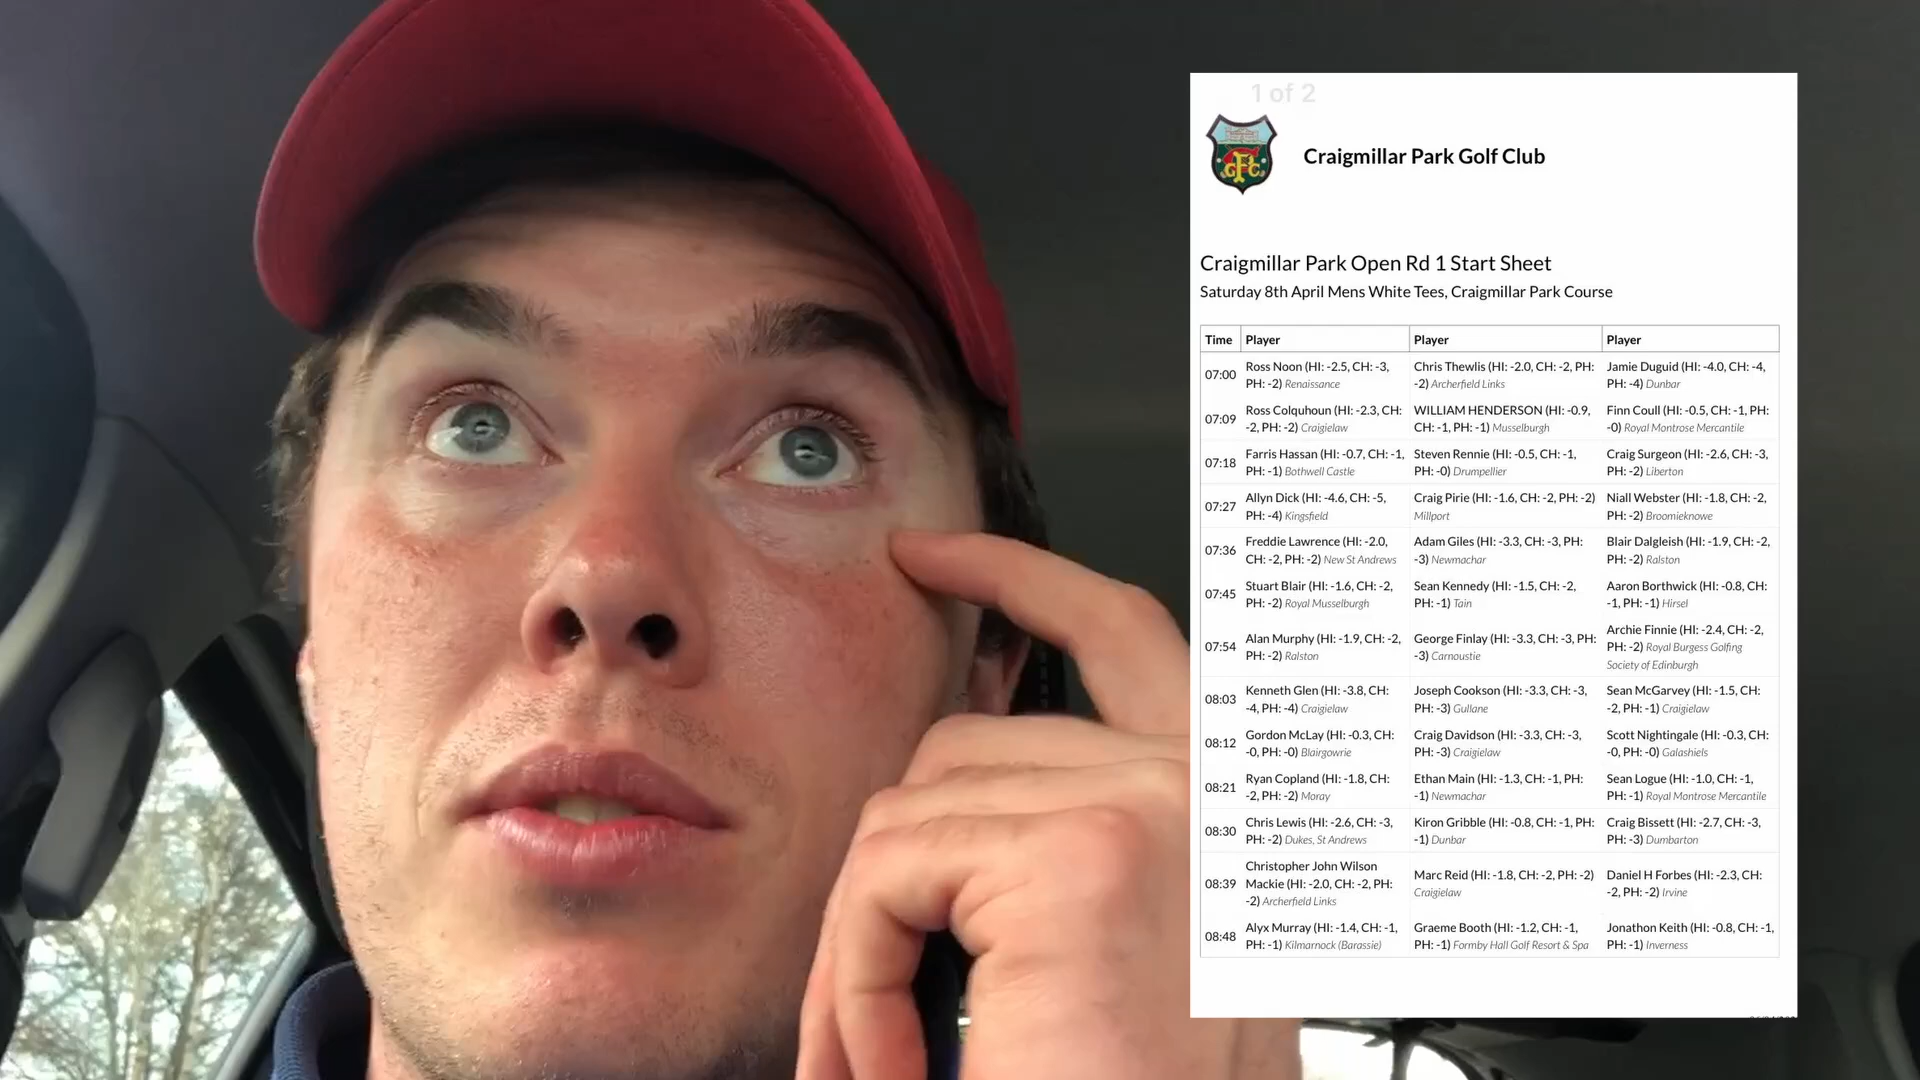 1 of 2
CGFC
Craigmillar Park Golf Club
Craigmillar Park Open Rd 1 Start Sheet
Saturday 8th April Mens White Tees, Craigmillar Park Course
Time Player Player Player
07:00 Ross Noon (HI: -2.5, CH: -3, PH: -2) Renaissance Chris Thewlis (HI: -2.0, CH: -2, PH: -2) Archerfield Links Jamie Duguid (HI: -4.0, CH: -4, PH: -4) Dunbar
07:09 Ross Colquhoun (HI: -2.3, CH: -2, PH: -2) Craigielaw WILLIAM HENDERSON (HI: -0.9, CH: -1, PH: -1) Musselburgh Finn Coull (HI: -0.5, CH: -1, PH: -0) Royal Montrose Mercantile
07:18 Farris Hassan (HI: -0.7, CH: -1, PH: -1) Bothwell Castle Steven Rennie (HI: -0.5, CH: -1, PH: -0) Drumpellier Craig Surgeon (HI: -2.6, CH: -3, PH: -2) Liberton
07:27 Allyn Dick (HI: -4.6, CH: -5, PH: -4) Kingsfield Craig Pirie (HI: -1.6, CH: -2, PH: -2) Millport Niall Webster (HI: -1.8, CH: -2, PH: -2) Broomieknowe
07:36 Freddie Lawrence (HI: -2.0, CH: -2, PH: -2) New St Andrews Adam Giles (HI: -3.3, CH: -3, PH: -3) Newmachar Blair Dalgleish (HI: -1.9, CH: -2, PH: -2) Ralston
07:45 Stuart Blair (HI: -1.6, CH: -2, PH: -2) Royal Musselburgh Sean Kennedy (HI: -1.5, CH: -2, PH: -1) Tain Aaron Borthwick (HI: -0.8, CH: -1, PH: -1) Hirsel
07:54 Alan Murphy (HI: -1.9, CH: -2, PH: -2) Ralston George Finlay (HI: -3.3, CH: -3, PH: -3) Carnoustie Archie Finnie (HI: -2.4, CH: -2, PH: -2) Royal Burgess Golfing Society of Edinburgh
08:03 Kenneth Glen (HI: -3.8, CH: -4, PH: -4) Craigielaw Joseph Cookson (HI: -3.3, CH: -3, PH: -3) Gullane Sean McGarvey (HI: -1.5, CH: -2, PH: -1) Craigielaw
08:12 Gordon McLay (HI: -0.3, CH: -0, PH: -0) Blairgowrie Craig Davidson (HI: -3.3, CH: -3, PH: -3) Craigielaw Scott Nightingale (HI: -0.3, CH: -0, PH: -0) Galashiels
08:21 Ryan Copland (HI: -1.8, CH: -2, PH: -2) Moray Ethan Main (HI: -1.3, CH: -1, PH: -1) Newmachar Sean Logue (HI: -1.0, CH: -1, PH: -1) Royal Montrose Mercantile
08:30 Chris Lewis (HI: -2.6, CH: -3, PH: -2) Dukes, St Andrews Kiron Gribble (HI: -0.8, CH: -1, PH: -1) Dunbar Craig Bissett (HI: -2.7, CH: -3, PH: -3) Dumbarton
08:39 Christopher John Wilson Mackie (HI: -2.0, CH: -2, PH: -2) Archerfield Links Marc Reid (HI: -1.8, CH: -2, PH: -2) Craigielaw Daniel H Forbes (HI: -2.3, CH: -2, PH: -2) Irvine
08:48 Alyx Murray (HI: -1.4, CH: -1, PH: -1) Kilmarnock (Barassie) Graeme Booth (HI: -1.2, CH: -1, PH: -1) Formby Hall Golf Resort & Spa Jonathon Keith (HI: -0.8, CH: -1, PH: -1) Inverness